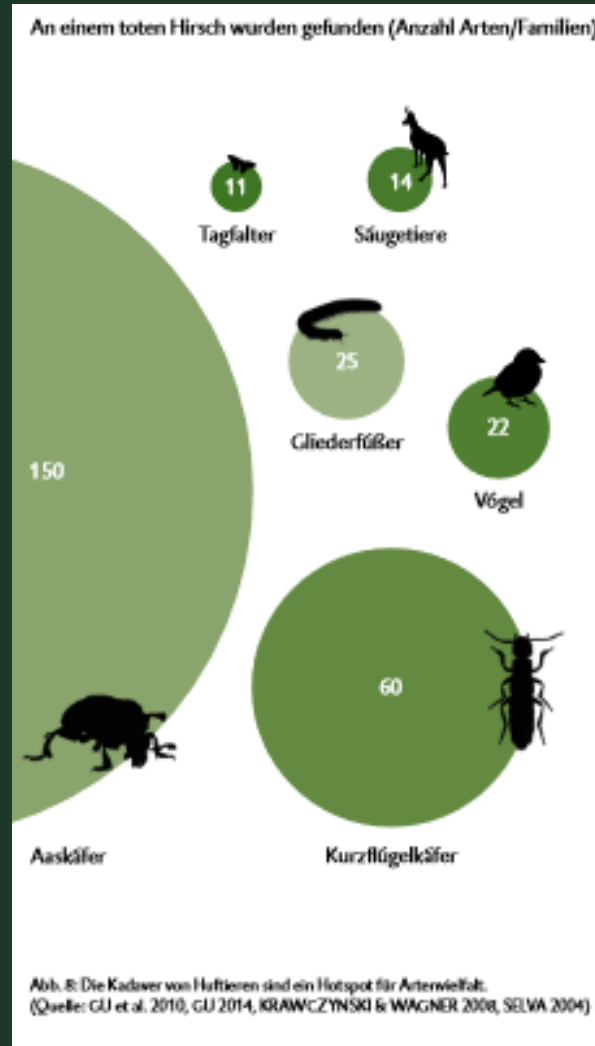 An einem toten Hirsch wurden gefunden (Anzahl Arten/Familien)
11
14
Tagfalter
Säugetiere
25
Gliederfüßer
22
Vögel
150
60
Aaskäfer
Kurzflügelkäfer
Abb. 8: Die Kadaver von Huftieren sind ein Hotspot für Artenvielfalt.
(Quelle: GU et al. 2010, GU 2014, KRAWCZYNSKI & WAGNER 2008, SELVA 2004)